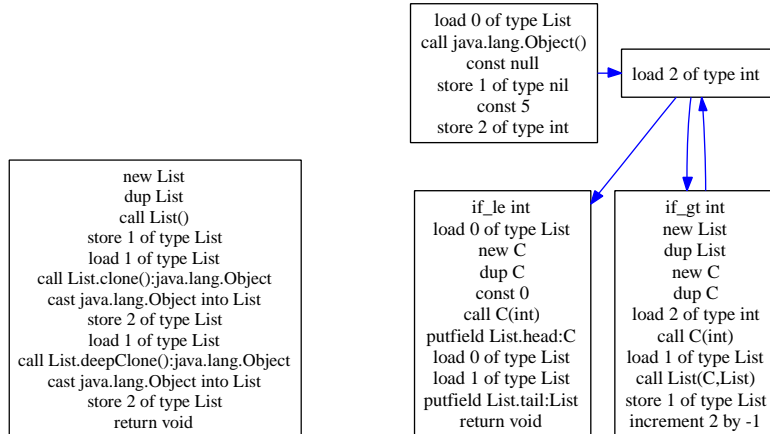 new List
dup List
call List()
store 1 of type List
load 1 of type List
call List.clone():java.lang.Object
cast java.lang.Object into List
store 2 of type List
load 1 of type List
call List.deepClone():java.lang.Object
cast java.lang.Object into List
store 2 of type List
return void
load 0 of type List
call java.lang.Object()
const null
store 1 of type nil
const 5
store 2 of type int
load 2 of type int
if_le int
load 0 of type List
new C
dup C
const 0
call C(int)
putfield List.head:C
load 0 of type List
load 1 of type List
putfield List.tail:List
return void
if_gt int
new List
dup List
new C
dup C
load 2 of type int
call C(int)
load 1 of type List
call List(C,List)
store 1 of type List
increment 2 by -1